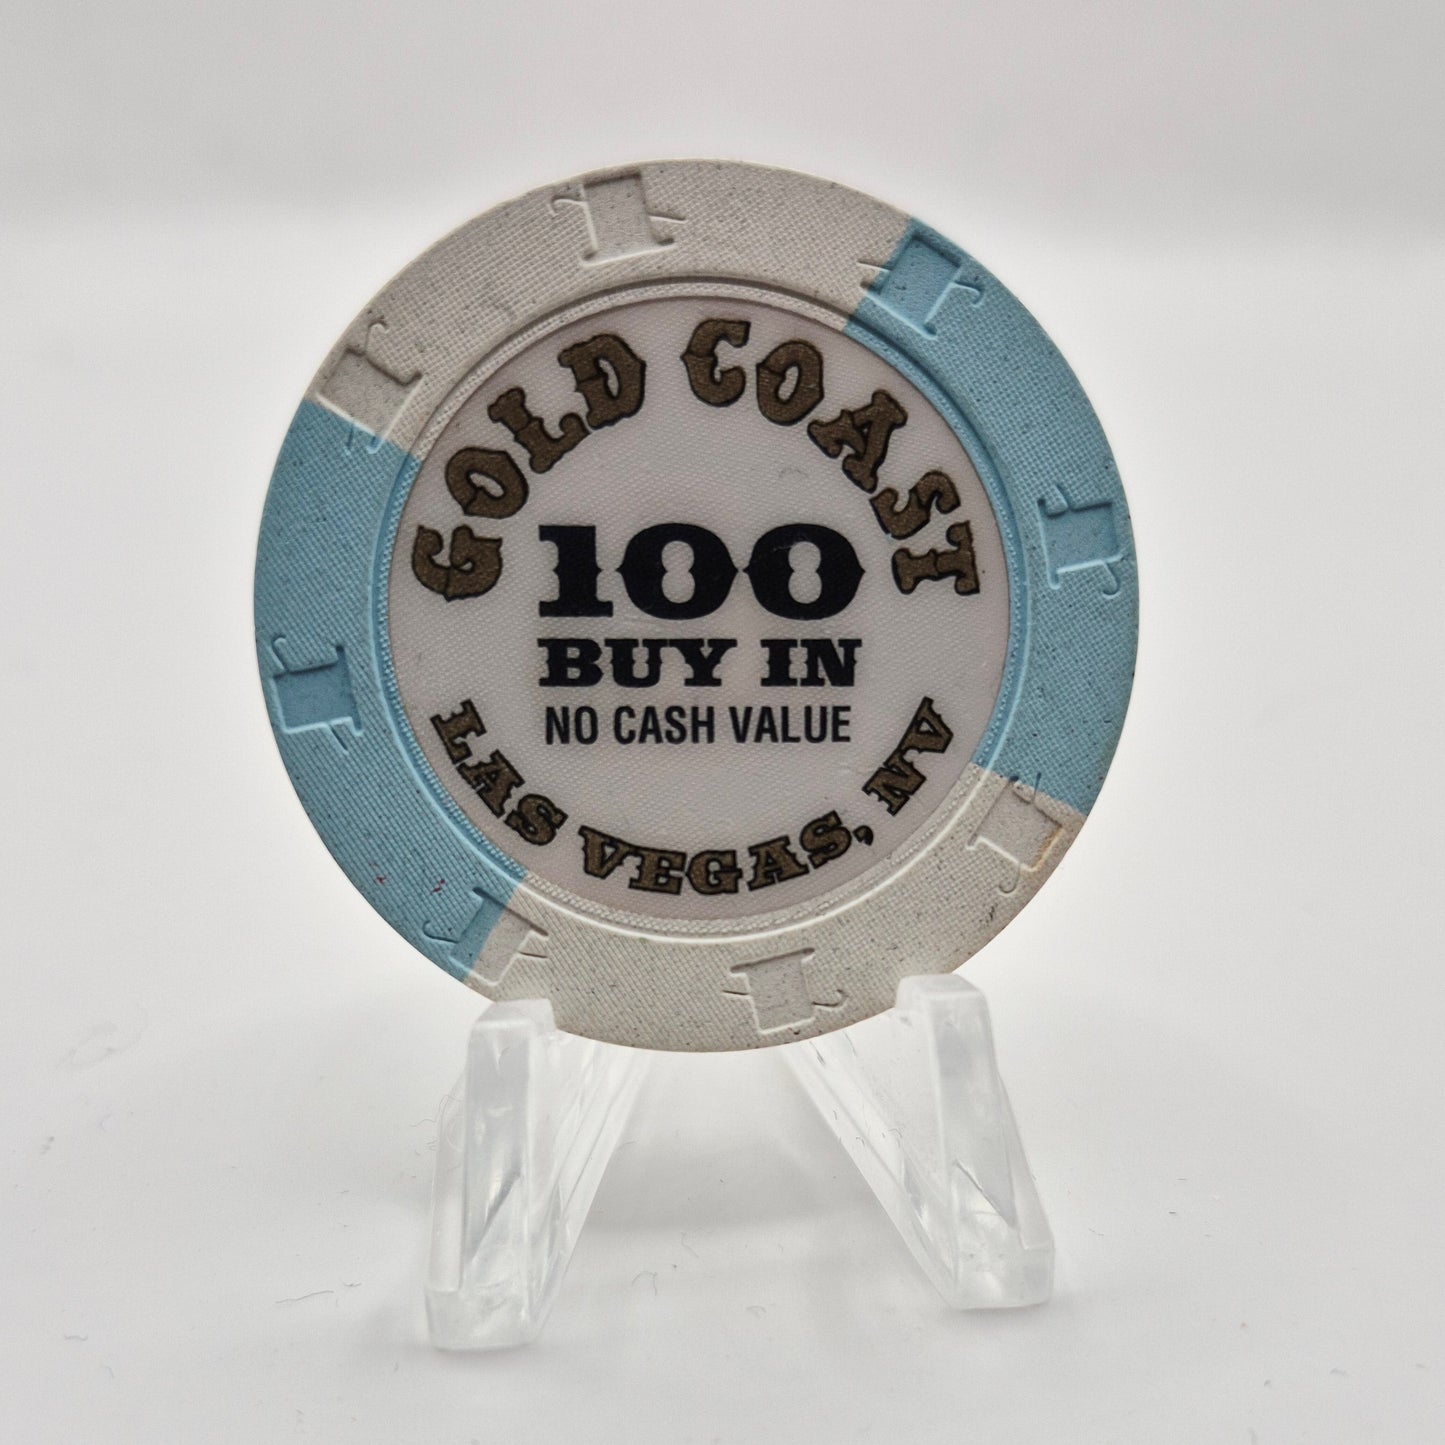 GOLD COAST
100
BUY IN
NO CASH VALUE
LAS VEGAS, NV